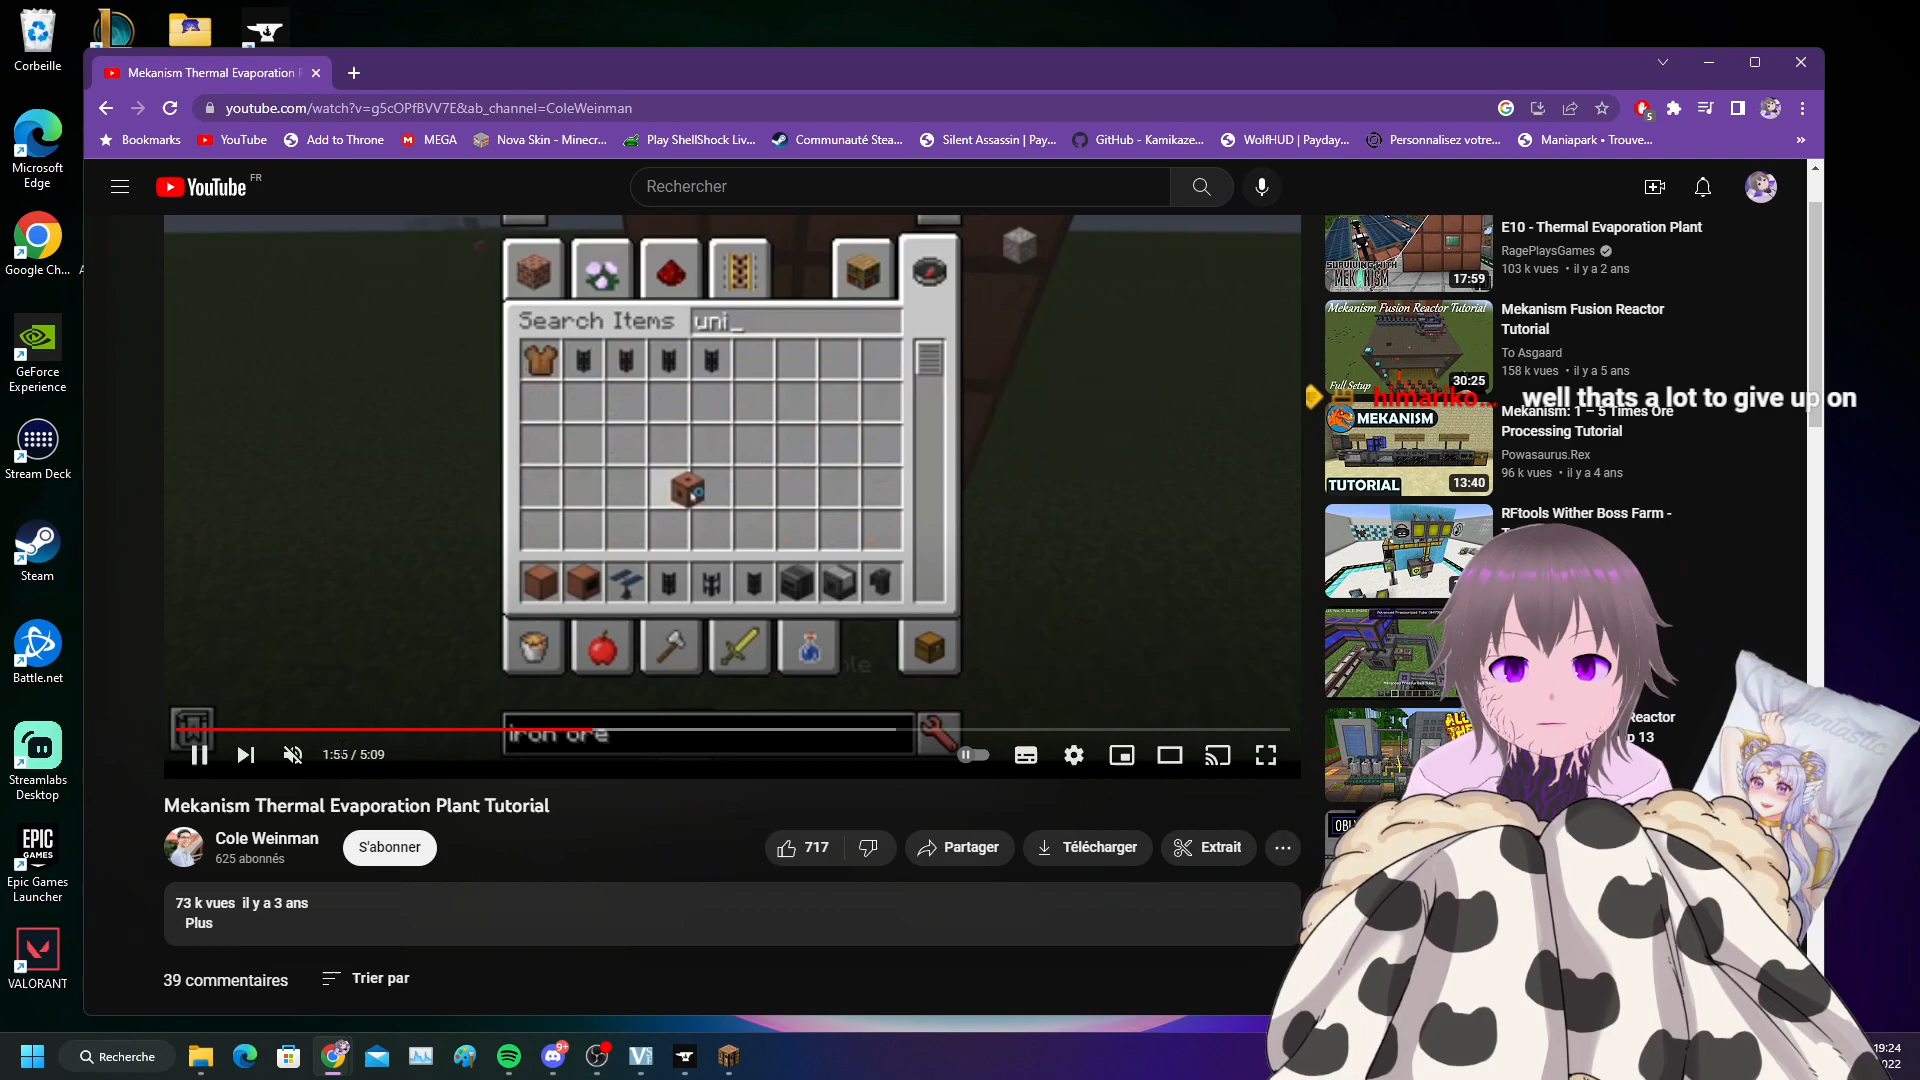 Corbeille
Microsoft
Edge
Google Ch...
GeForce
Experience
Stream Deck
Steam
Battle.net
Streamlabs
Desktop
EPIC
GAMES
Epic Games
Launcher
VALORANT
Mekanism Thermal Evaporation
youtube.com/watch?v=g5cOPfBVV7E&ab_channel=ColeWeinman
5
Bookmarks
YouTube
Add to Throne
MEGA
Nova Skin - Minecr...
Play ShellShock Liv...
Communauté Stea...
Silent Assassin | Pay...
GitHub - Kamikaze...
WolfHUD | Payday...
Personnalisez votre...
Maniapark • Trouve...
»
YouTube FR
Rechercher
Search Items
uni_
iron ore
1:55 / 5:09
Mekanism Thermal Evaporation Plant Tutorial
Cole Weinman
625 abonnés
S'abonner
717
Partager
Télécharger
Extrait
73 k vues il y a 3 ans
Plus
39 commentaires
Trier par
SURVIVING WITH
MEKANISM
17:59
E10 - Thermal Evaporation Plant
RagePlaysGames
103 k vues • il y a 2 ans
Mekanism Fusion Reactor Tutorial
Full Setup
30:25
Mekanism Fusion Reactor
Tutorial
To Asgaard
158 k vues • il y a 5 ans
himariko ...
well thats a lot to give up on
MEKANISM
TUTORIAL
13:40
Mekanism: 1 – 5 Times Ore
Processing Tutorial
Powasaurus.Rex
96 k vues • il y a 4 ans
RFtools Wither Boss Farm -
Reactor
p 13
Recherche
9+
19:24